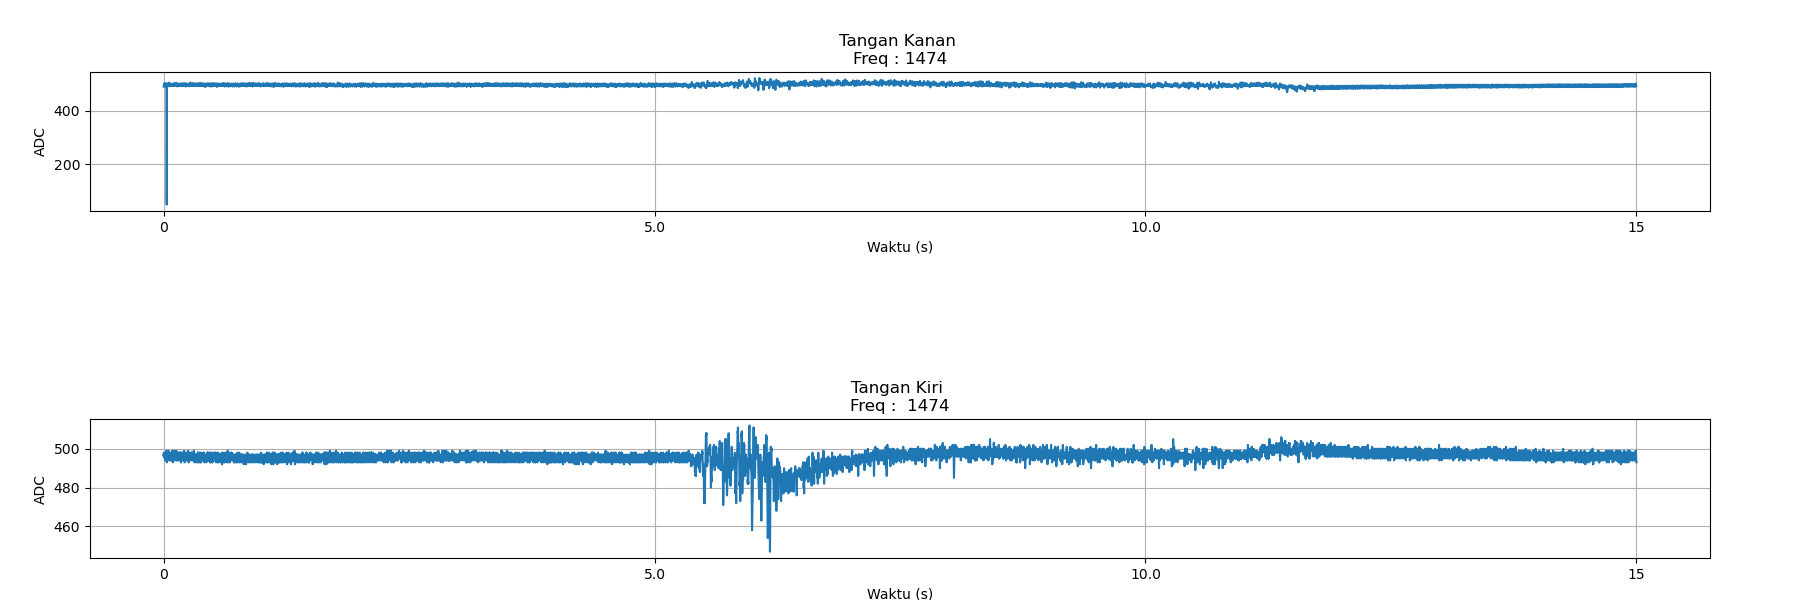 Tangan Kanan
Freq : 1474
ADC
400
200
0 5.0 10.0 15
Waktu (s)
Tangan Kiri
Freq :  1474
ADC
500
480
460
0 5.0 10.0 15
Waktu (s)